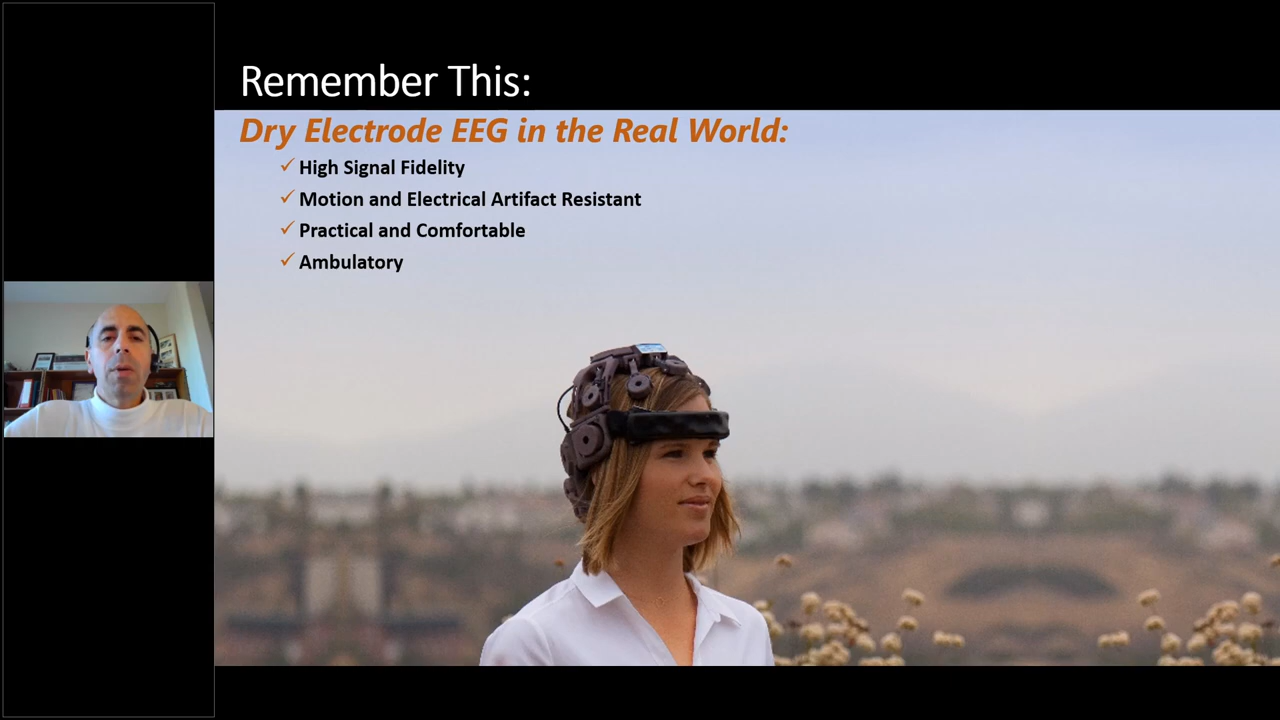 Remember This:
Dry Electrode EEG in the Real World:
✓ High Signal Fidelity
✓ Motion and Electrical Artifact Resistant
✓ Practical and Comfortable
✓ Ambulatory